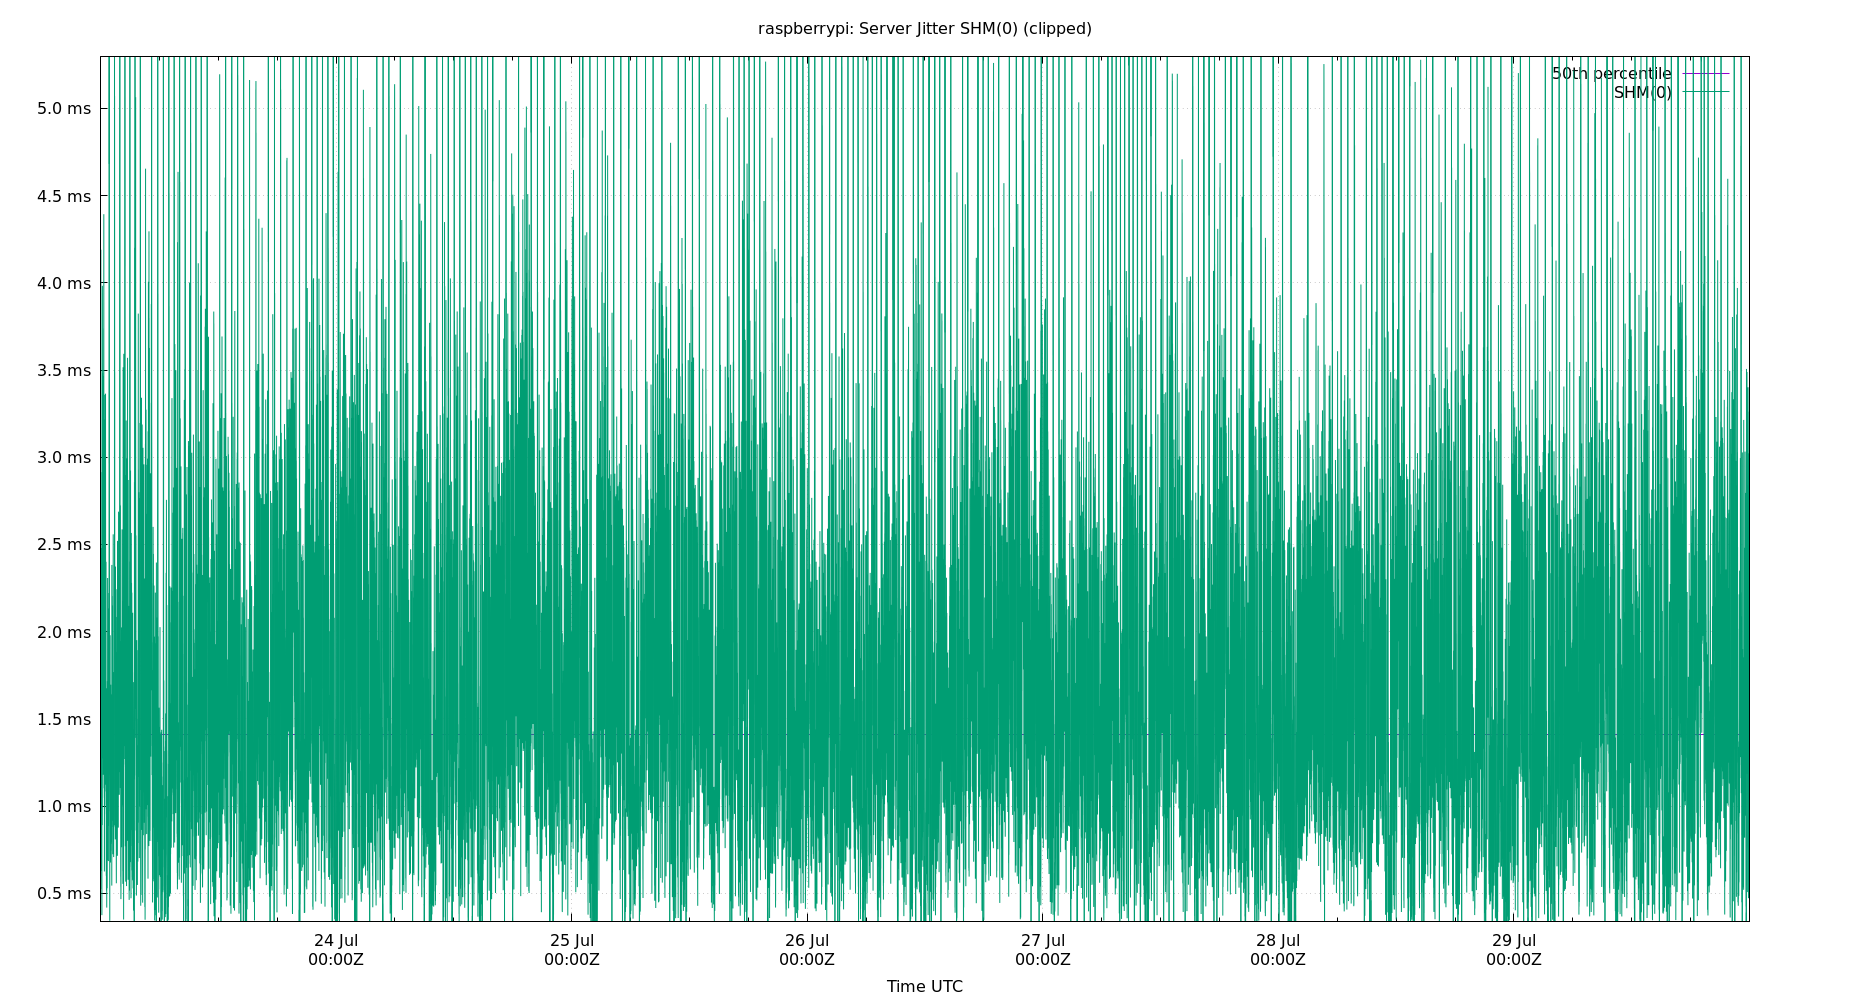 raspberrypi: Server Jitter SHM(0) (clipped)
50th percentile
SHM(0)
5.0 ms
4.5 ms
4.0 ms
3.5 ms
3.0 ms
2.5 ms
2.0 ms
1.5 ms
1.0 ms
0.5 ms
24 Jul 25 Jul 26 Jul 27 Jul 28 Jul 29 Jul
00:00Z 00:00Z 00:00Z 00:00Z 00:00Z 00:00Z
Time UTC